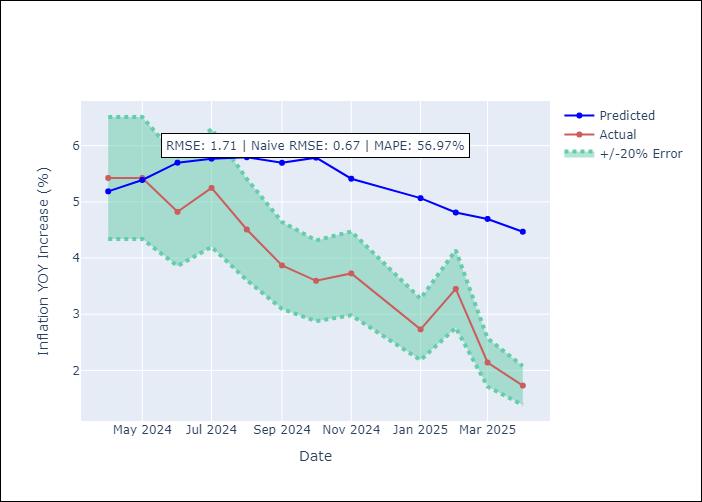 RMSE: 1.71 | Naive RMSE: 0.67 | MAPE: 56.97%
Predicted
Actual
+/-20% Error
Inflation YOY Increase (%)
6
5
4
3
2
May 2024
Jul 2024
Sep 2024
Nov 2024
Jan 2025
Mar 2025
Date